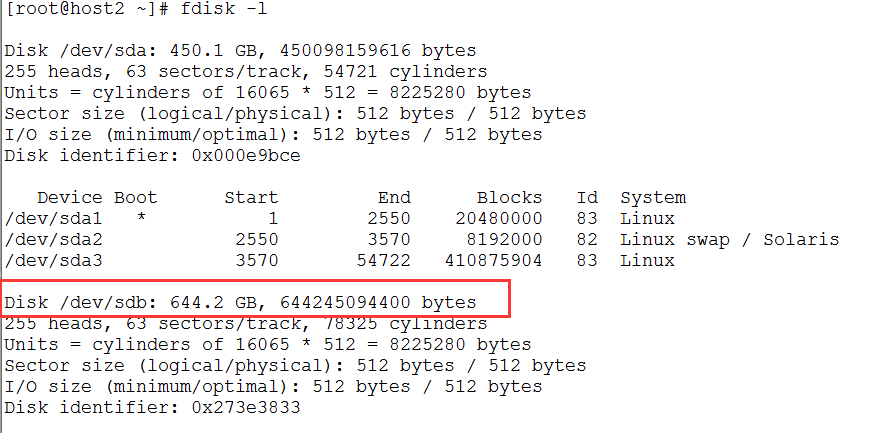 [root@host2 ~]# fdisk -l
Disk /dev/sda: 450.1 GB, 450098159616 bytes
255 heads, 63 sectors/track, 54721 cylinders
Units = cylinders of 16065 * 512 = 8225280 bytes
Sector size (logical/physical): 512 bytes / 512 bytes
I/O size (minimum/optimal): 512 bytes / 512 bytes
Disk identifier: 0x000e9bce
Device Boot Start End Blocks Id System
/dev/sda1 * 1 2550 20480000 83 Linux
/dev/sda2 2550 3570 8192000 82 Linux swap / Solaris
/dev/sda3 3570 54722 410875904 83 Linux
Disk /dev/sdb: 644.2 GB, 644245094400 bytes
255 heads, 63 sectors/track, 78325 cylinders
Units = cylinders of 16065 * 512 = 8225280 bytes
Sector size (logical/physical): 512 bytes / 512 bytes
I/O size (minimum/optimal): 512 bytes / 512 bytes
Disk identifier: 0x273e3833